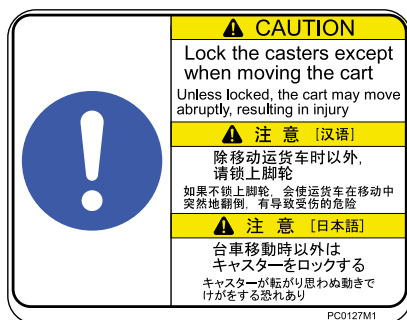 CAUTION
Lock the casters except
when moving the cart
Unless locked, the cart may move
abruptly, resulting in injury
注 意 [汉语]
除移动运货车时以外,
请锁上脚轮
如果不锁上脚轮, 会使运货车在移动中
突然地翻倒, 有导致受伤的危险
注 意 [日本語]
台車移動時以外は
キャスターをロックする
キャスターが転がり思わぬ動きで
けがをする恐れあり
PC0127M1